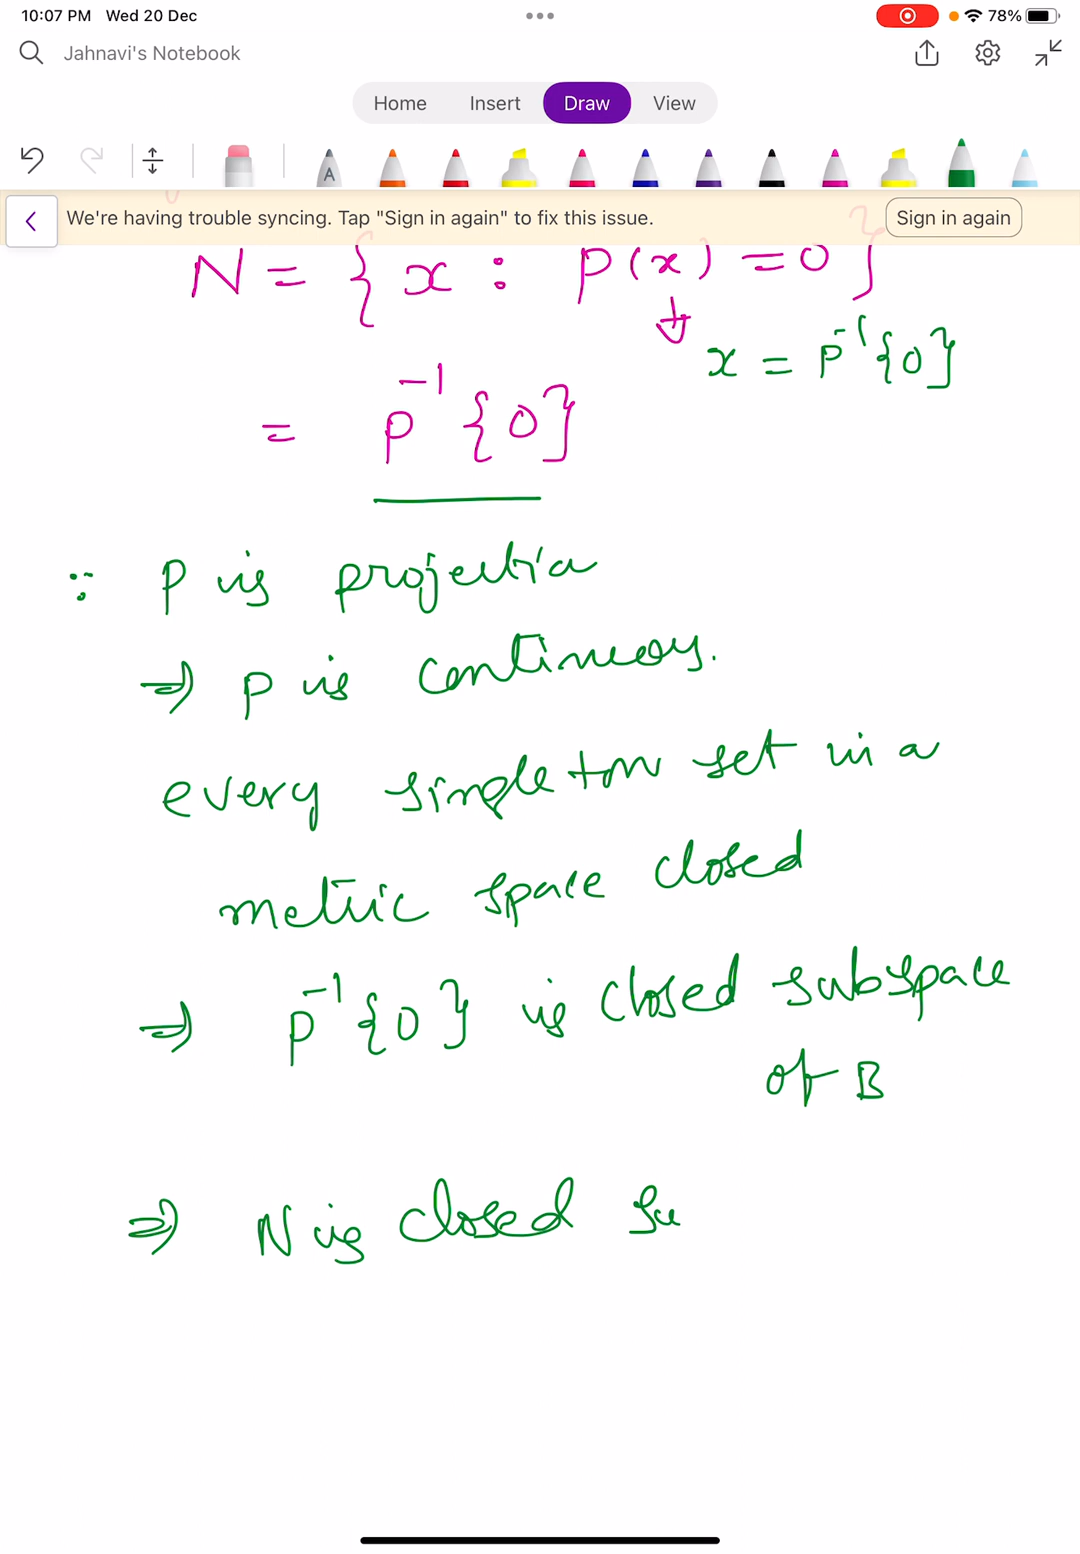 10:07 PM Wed 20 Dec
78%
Jahnavi's Notebook
Home Insert Draw View
A
We're having trouble syncing. Tap "Sign in again" to fix this issue. Sign in again
N = { x : P(x) = 0 }
x = P⁻¹{0}
= P⁻¹{0}
∵ P is projection
⇒ P is continuous.
every singleton set in a
metric space closed
⇒ P⁻¹{0} is closed subspace
of B
⇒ N is closed su